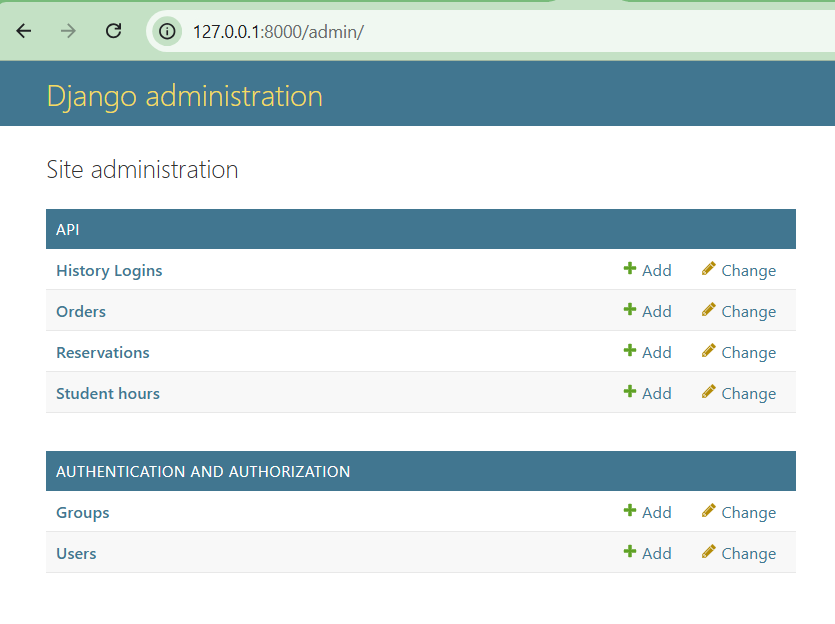 127.0.0.1:8000/admin/
Django administration
Site administration
API
History Logins Add Change
Orders Add Change
Reservations Add Change
Student hours Add Change
AUTHENTICATION AND AUTHORIZATION
Groups Add Change
Users Add Change